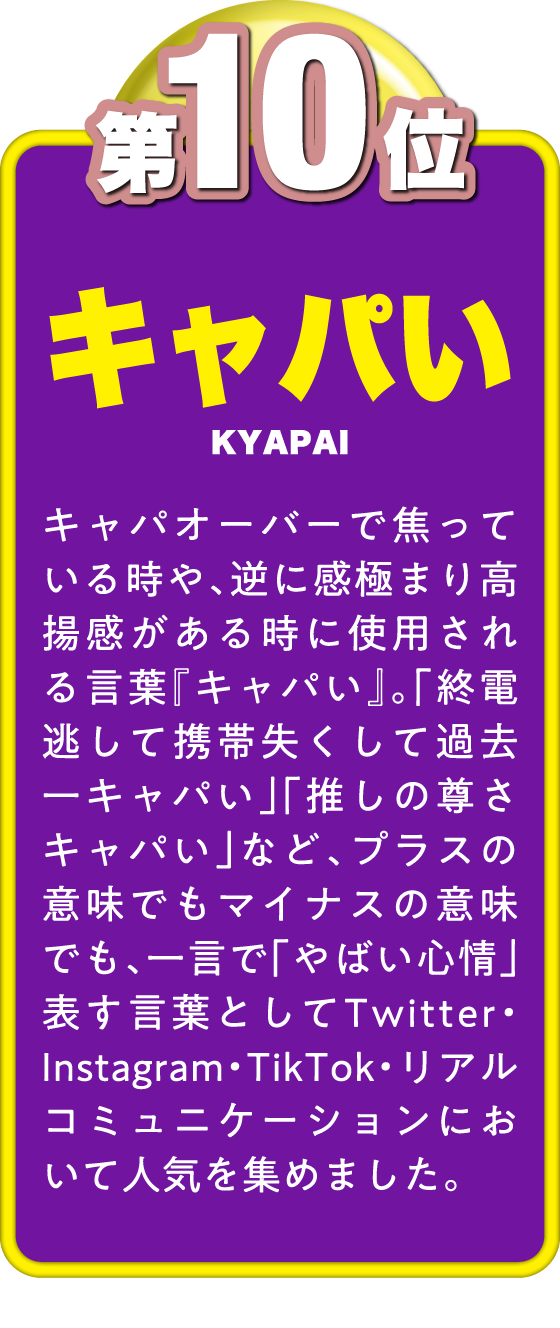 第10位
キャパい
KYAPAI
キャパオーバーで焦って
いる時や、逆に感極まり高
揚感がある時に使用され
る言葉『キャパい』。「終電
逃して携帯失くして過去
一キャパい」「推しの尊さ
キャパい」など、プラスの
意味でもマイナスの意味
でも、一言で「やばい心情」
表す言葉としてTwitter・
Instagram・TikTok・リアル
コミュニケーションにお
いて人気を集めました。